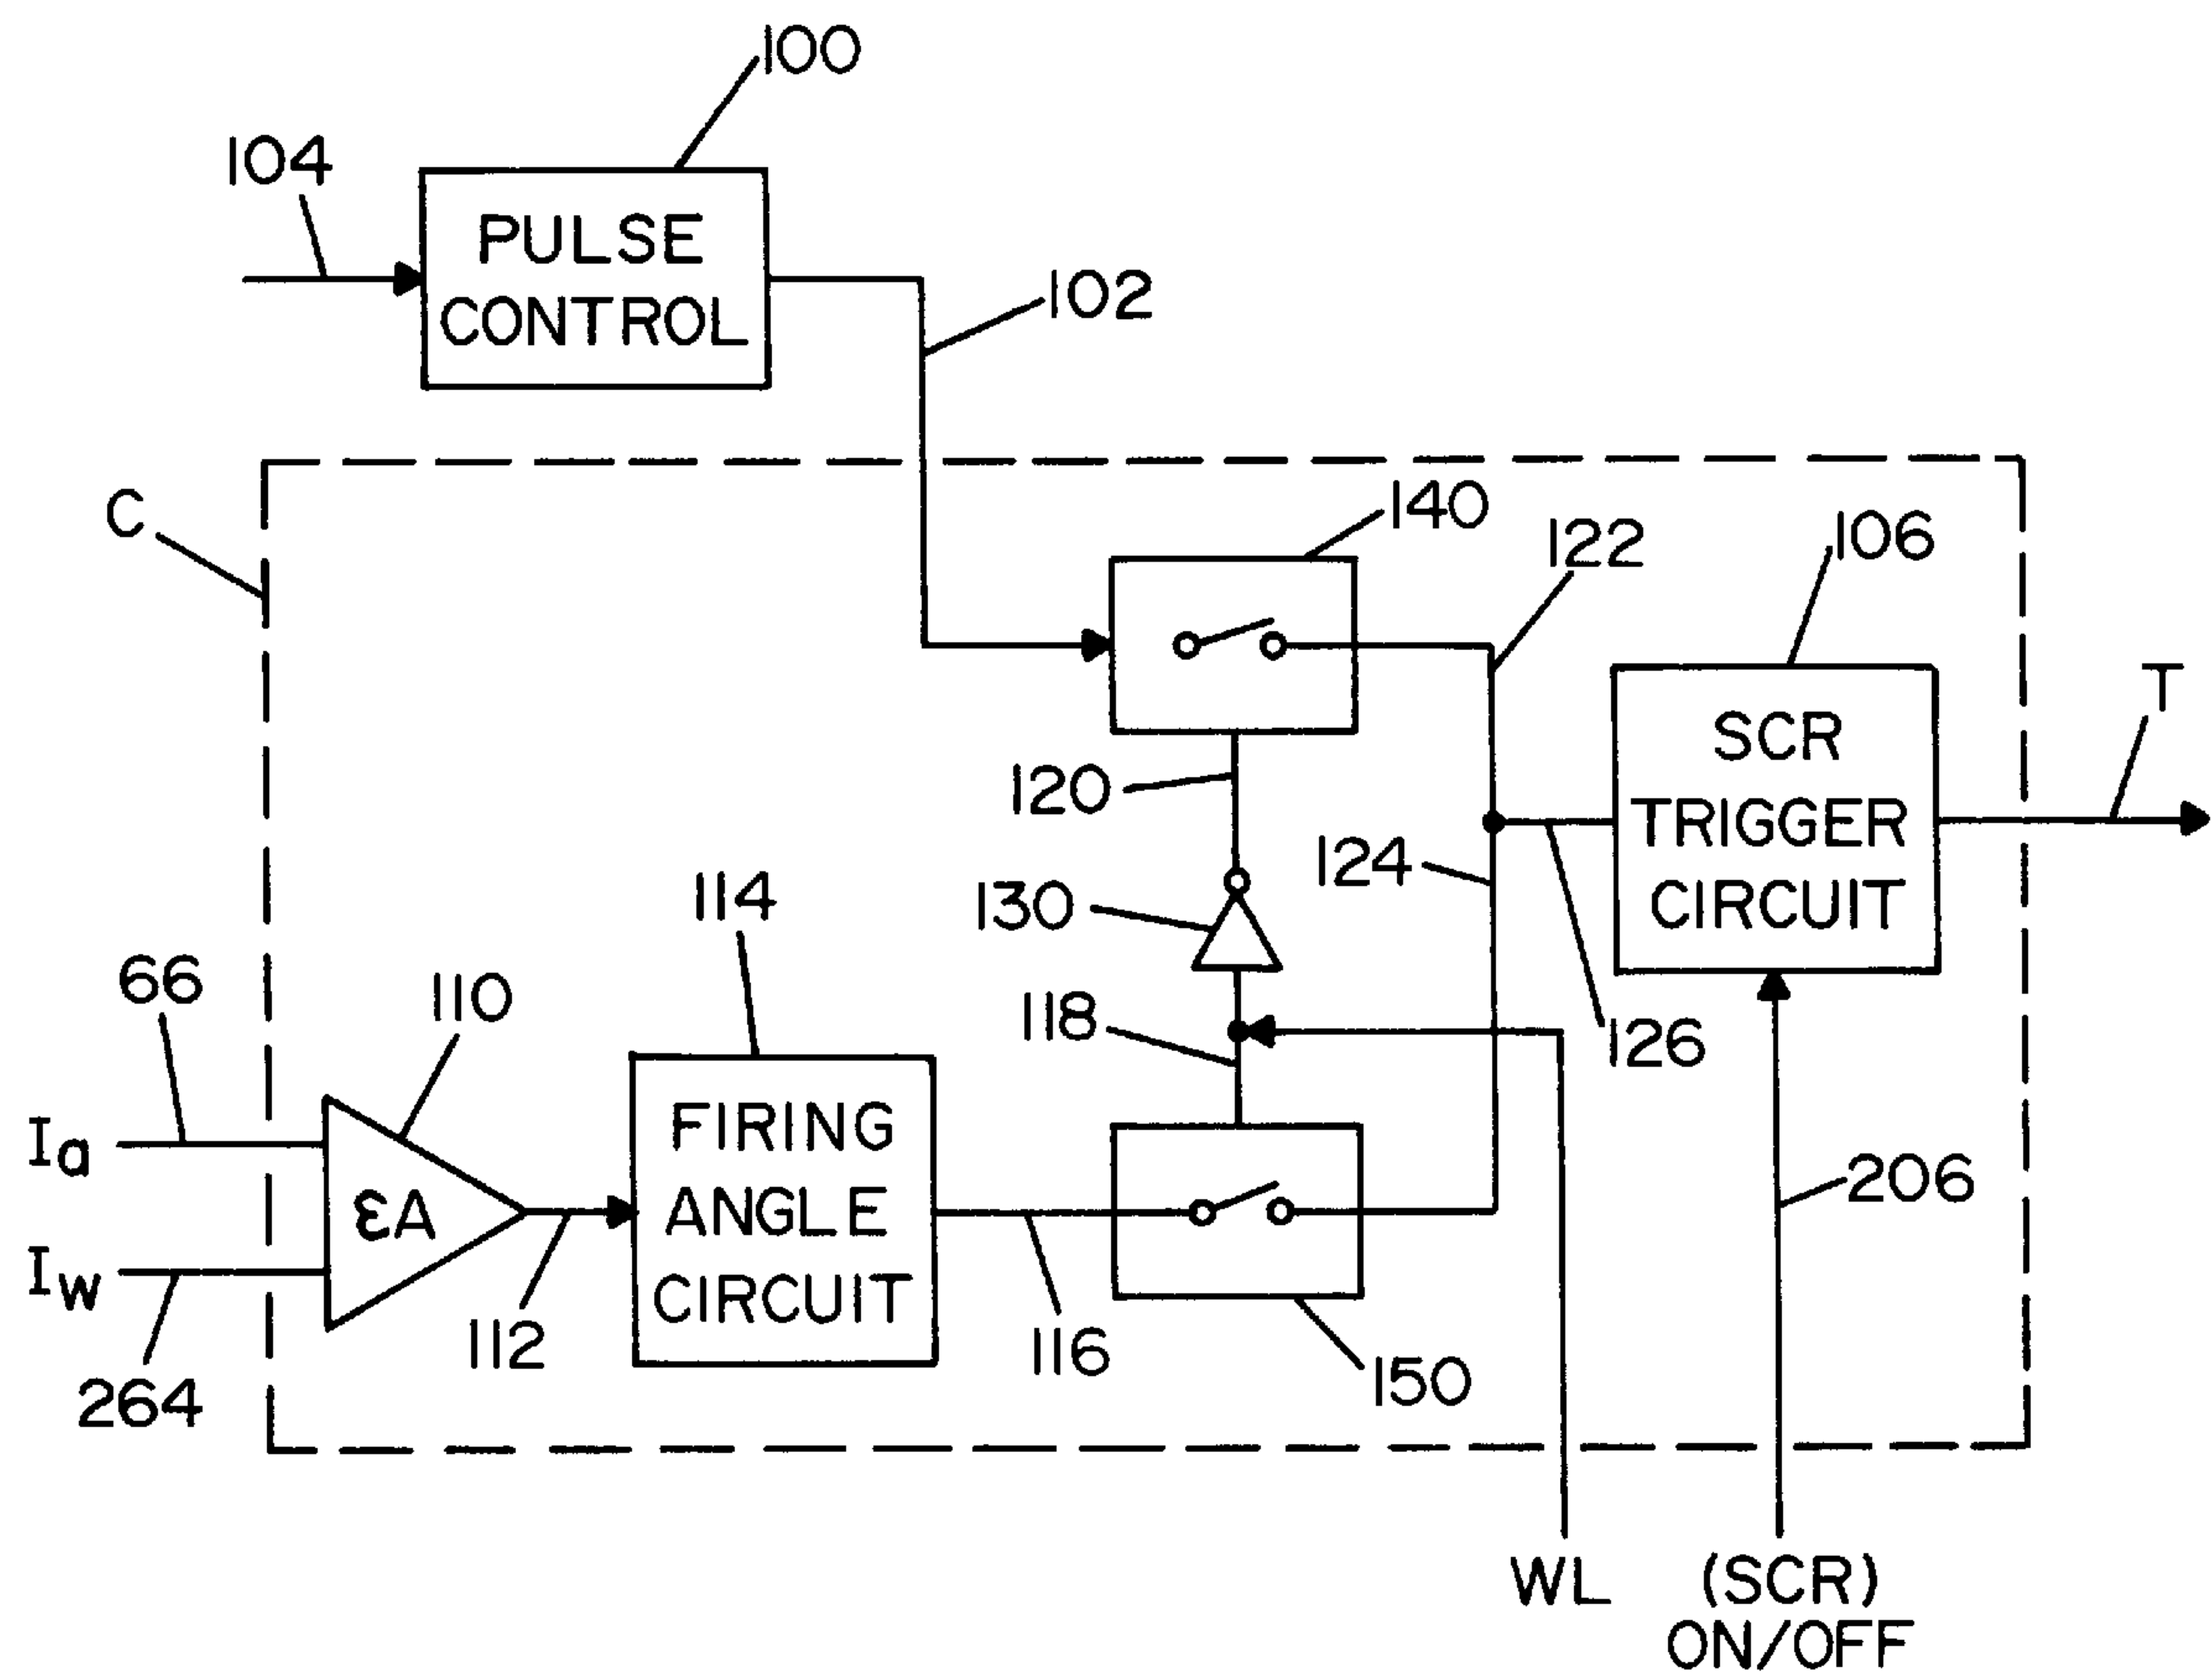 100
104
PULSE
CONTROL
102
C
140
122
106
SCR
TRIGGER
CIRCUIT
T
120
124
130
126
114
118
66
110
Ia
εA
FIRING
ANGLE
CIRCUIT
206
Iw
112
116
150
264
WL
(SCR)
ON/OFF